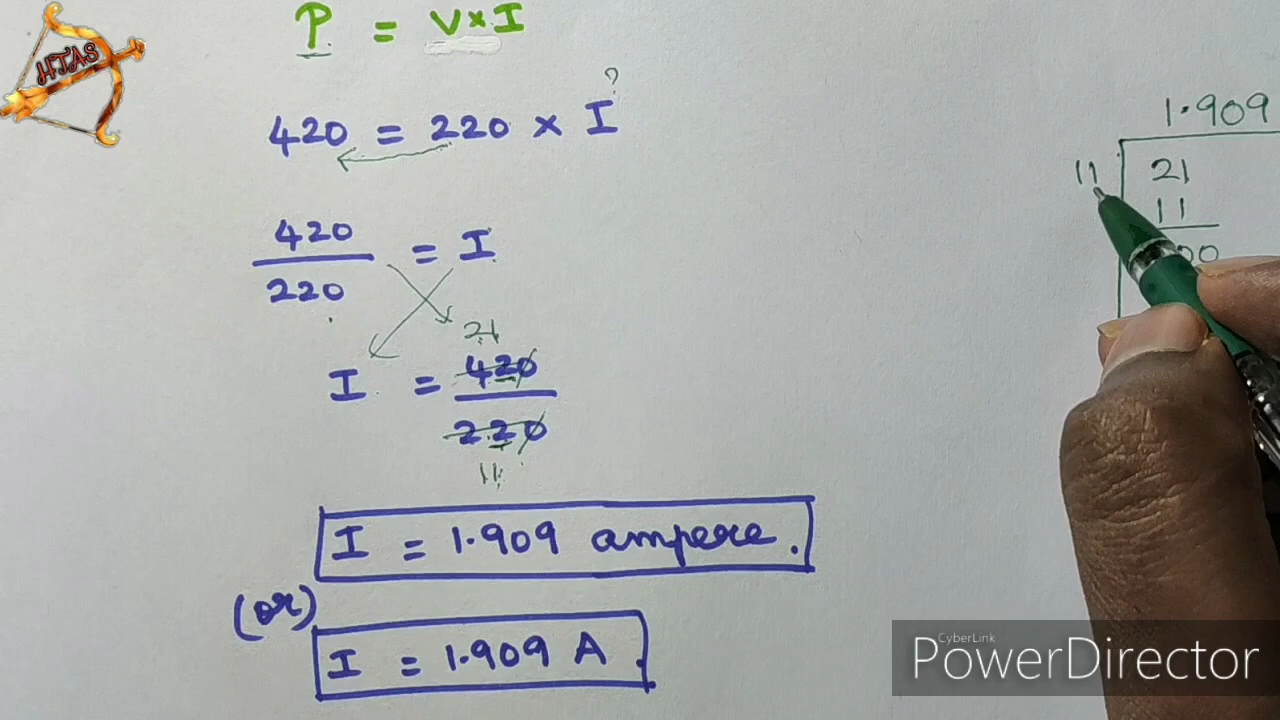 HTAS
P = V×I
?
420 = 220 × I
420 = I
220
21
I = 420
220
11
I = 1.909 ampere.
(or)
I = 1.909 A.
1.909
11 21
11
CyberLink
PowerDirector